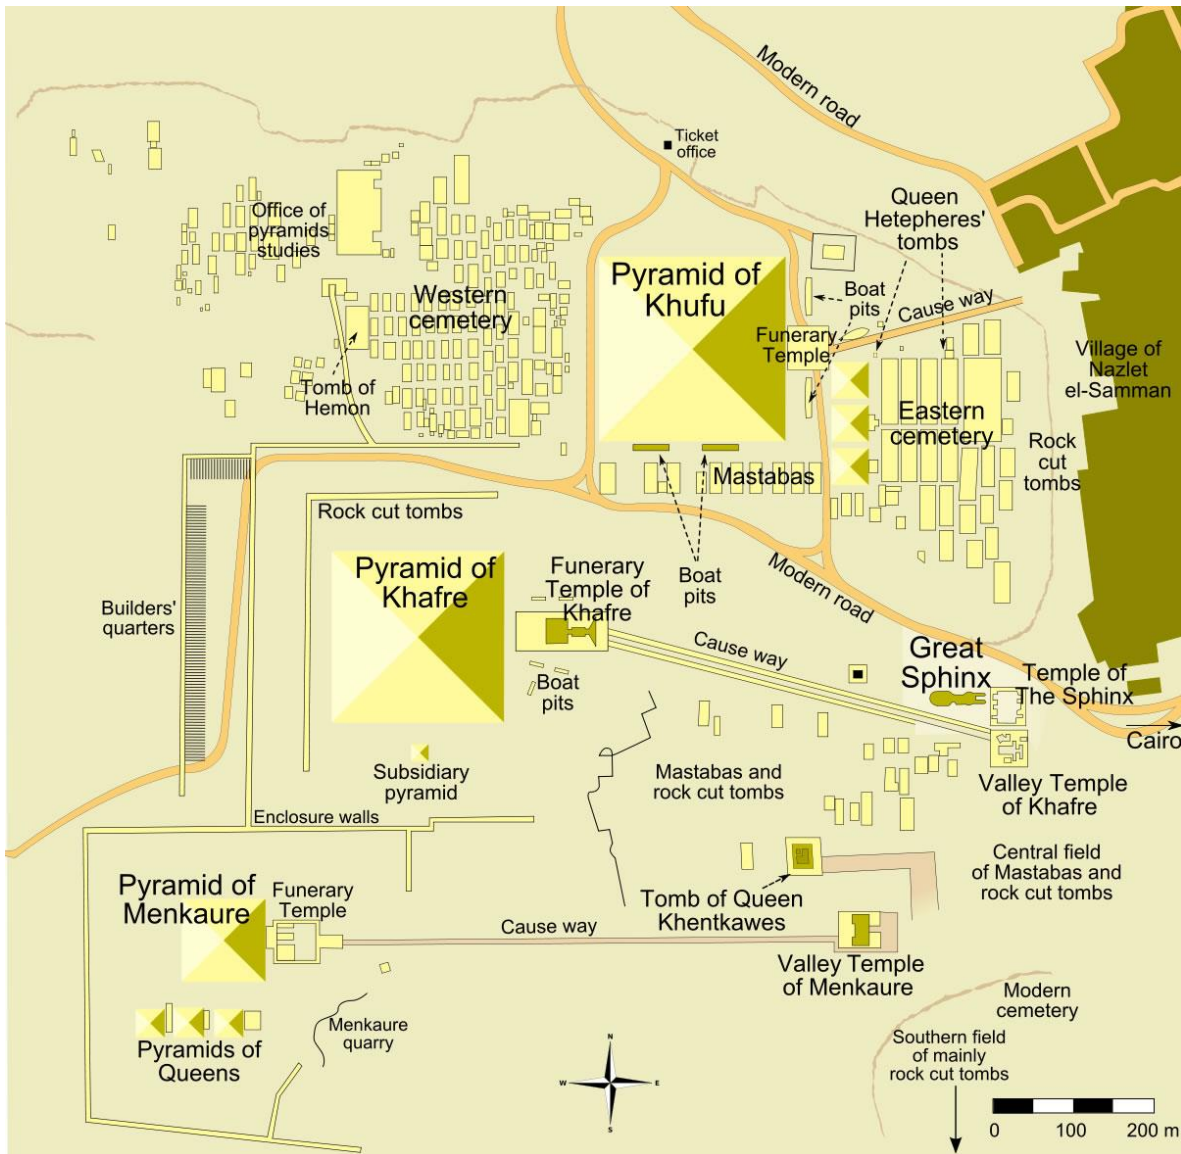 Modern road
Ticket
office
Queen
Hetepheres'
tombs
Office of
pyramids
studies
Pyramid of
Khufu
Boat
pits
Cause way
Western
cemetery
Funerary
Temple
Village of
Nazlet
el-Samman
Tomb of
Hemon
Eastern
cemetery
Rock
cut
tombs
Mastabas
Rock cut tombs
Pyramid of
Khafre
Funerary
Temple of
Khafre
Boat
pits
Modern road
Builders'
quarters
Cause way
Great
Sphinx
Temple of
The Sphinx
Boat
pits
Cairo
Subsidiary
pyramid
Mastabas and
rock cut tombs
Valley Temple
of Khafre
Enclosure walls
Central field
of Mastabas and
rock cut tombs
Pyramid of
Menkaure
Funerary
Temple
Tomb of Queen
Khentkawes
Cause way
Valley Temple
of Menkaure
Modern
cemetery
Menkaure
quarry
Pyramids of
Queens
Southern field
of mainly
rock cut tombs
N
W
E
S
0 100 200 m